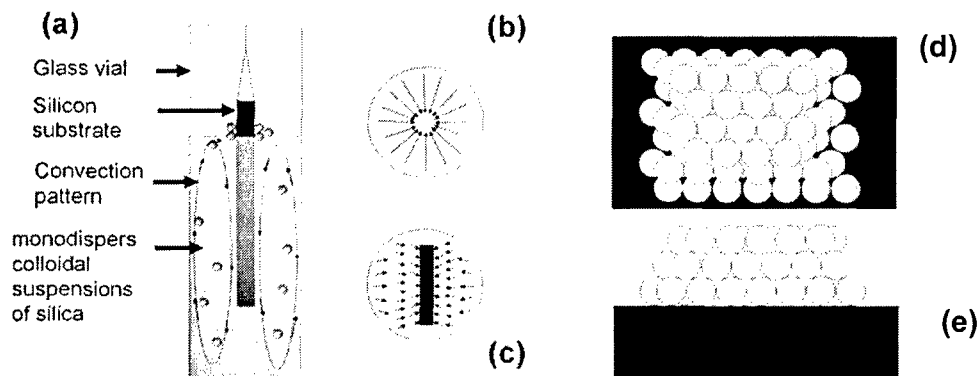 (a)
Glass vial
Silicon
substrate
Convection
pattern
monodispers
colloidal
suspensions
of silica
(b)
(c)
(d)
(e)